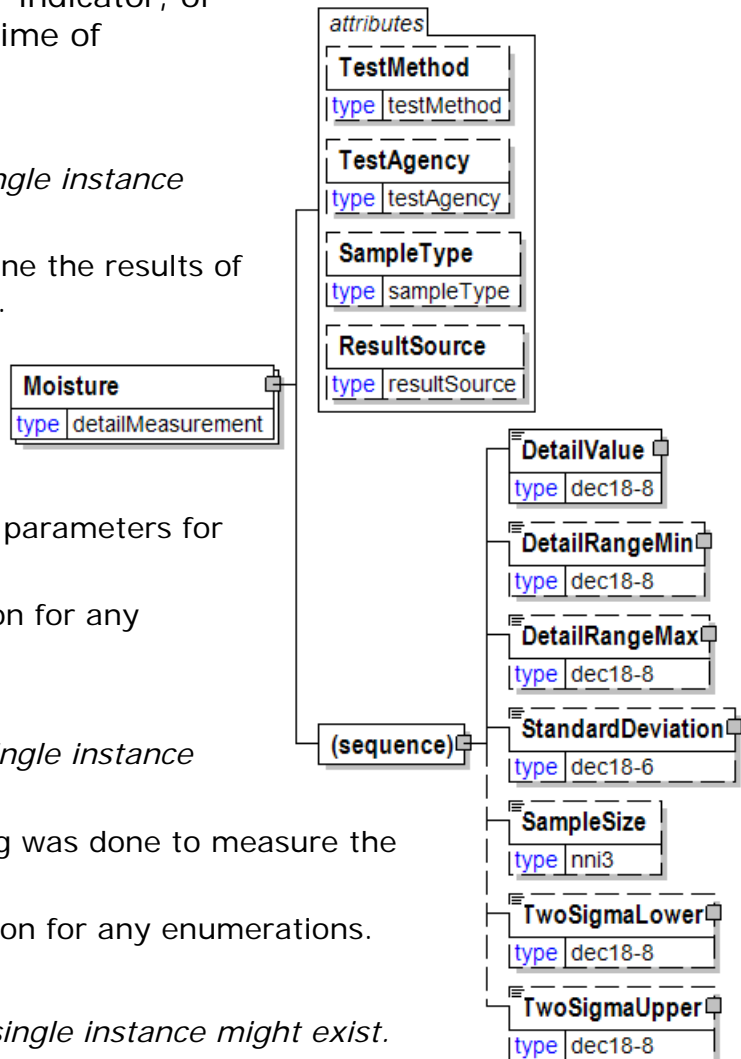 indicator, or
ime of
ngle instance
ne the results of
.
parameters for
on for any
ingle instance
g was done to measure the
ion for any enumerations.
single instance might exist.
attributes
TestMethod
type testMethod
TestAgency
type testAgency
SampleType
type sampleType
ResultSource
type resultSource
Moisture
type detailMeasurement
(sequence)
DetailValue
type dec18-8
DetailRangeMin
type dec18-8
DetailRangeMax
type dec18-8
StandardDeviation
type dec18-6
SampleSize
type nni3
TwoSigmaLower
type dec18-8
TwoSigmaUpper
type dec18-8